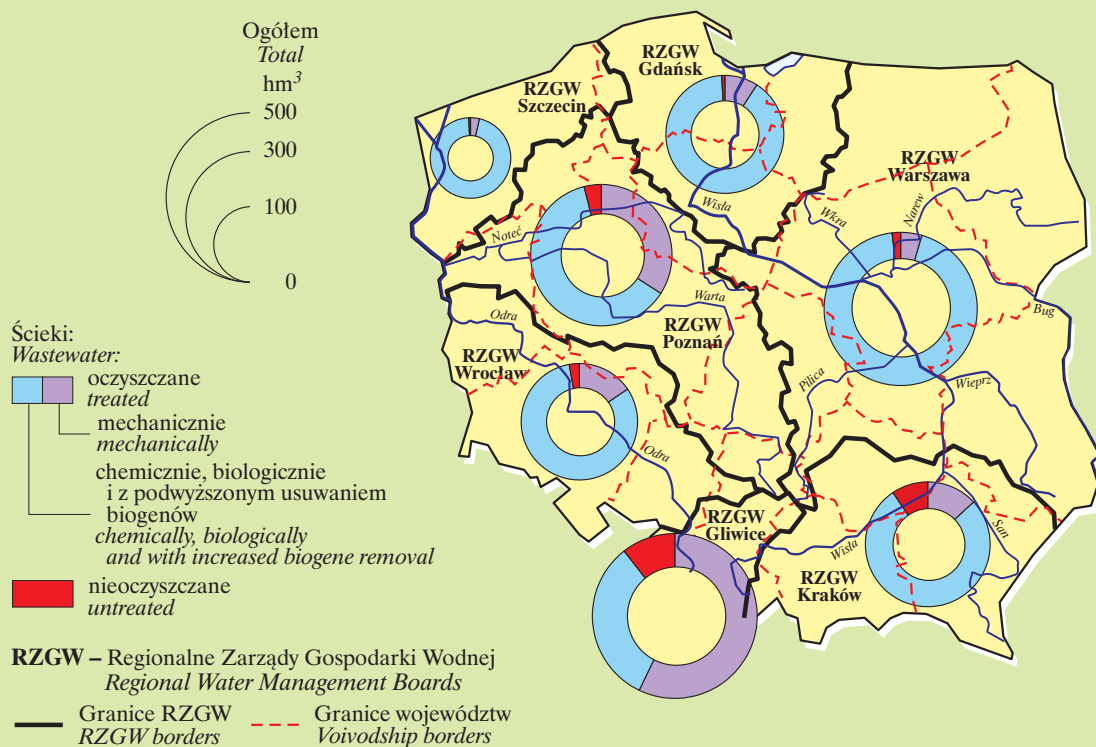 Ogółem
Total
hm³
500
300
100
0
Ścieki:
Wastewater:
oczyszczane
treated
mechanicznie
mechanically
chemicznie, biologicznie
i z podwyższonym usuwaniem
biogenów
chemically, biologically
and with increased biogene removal
nieoczyszczane
untreated
RZGW – Regionalne Zarządy Gospodarki Wodnej
Regional Water Management Boards
Granice RZGW
RZGW borders
Granice województw
Voivodship borders
RZGW
Szczecin
RZGW
Gdańsk
RZGW
Warszawa
RZGW
Poznań
RZGW
Wrocław
RZGW
Gliwice
RZGW
Kraków
Wisła
Wkra
Narew
Noteć
Warta
Bug
Odra
Pilica
Wieprz
Odra
Wisła
San